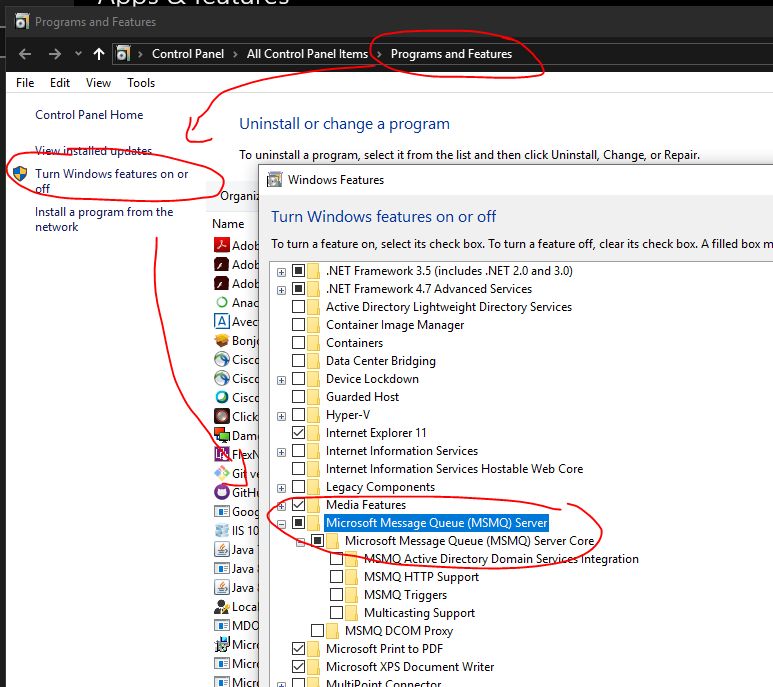 Apps & features
Programs and Features
Control Panel
All Control Panel Items
Programs and Features
File
Edit
View
Tools
Control Panel Home
Uninstall or change a program
View installed updates
To uninstall a program, select it from the list and then click Uninstall, Change, or Repair.
Turn Windows features on or
off
Install a program from the
network
Organiz
Name
Adob
Adob
Adob
Anac
Avec
Bonj
Cisco
Cisco
Cisco
Click
Dame
FlexN
Git ve
GitHu
Goog
IIS 10
Java 7
Java 8
Java 8
Local
MDO
Micro
Micro
Micro
Windows Features
Turn Windows features on or off
To turn a feature on, select its check box. To turn a feature off, clear its check box. A filled box m
.NET Framework 3.5 (includes .NET 2.0 and 3.0)
.NET Framework 4.7 Advanced Services
Active Directory Lightweight Directory Services
Container Image Manager
Containers
Data Center Bridging
Device Lockdown
Guarded Host
Hyper-V
Internet Explorer 11
Internet Information Services
Internet Information Services Hostable Web Core
Legacy Components
Media Features
Microsoft Message Queue (MSMQ) Server
Microsoft Message Queue (MSMQ) Server Core
MSMQ Active Directory Domain Services Integration
MSMQ HTTP Support
MSMQ Triggers
Multicasting Support
MSMQ DCOM Proxy
Microsoft Print to PDF
Microsoft XPS Document Writer
MultiPoint Connector